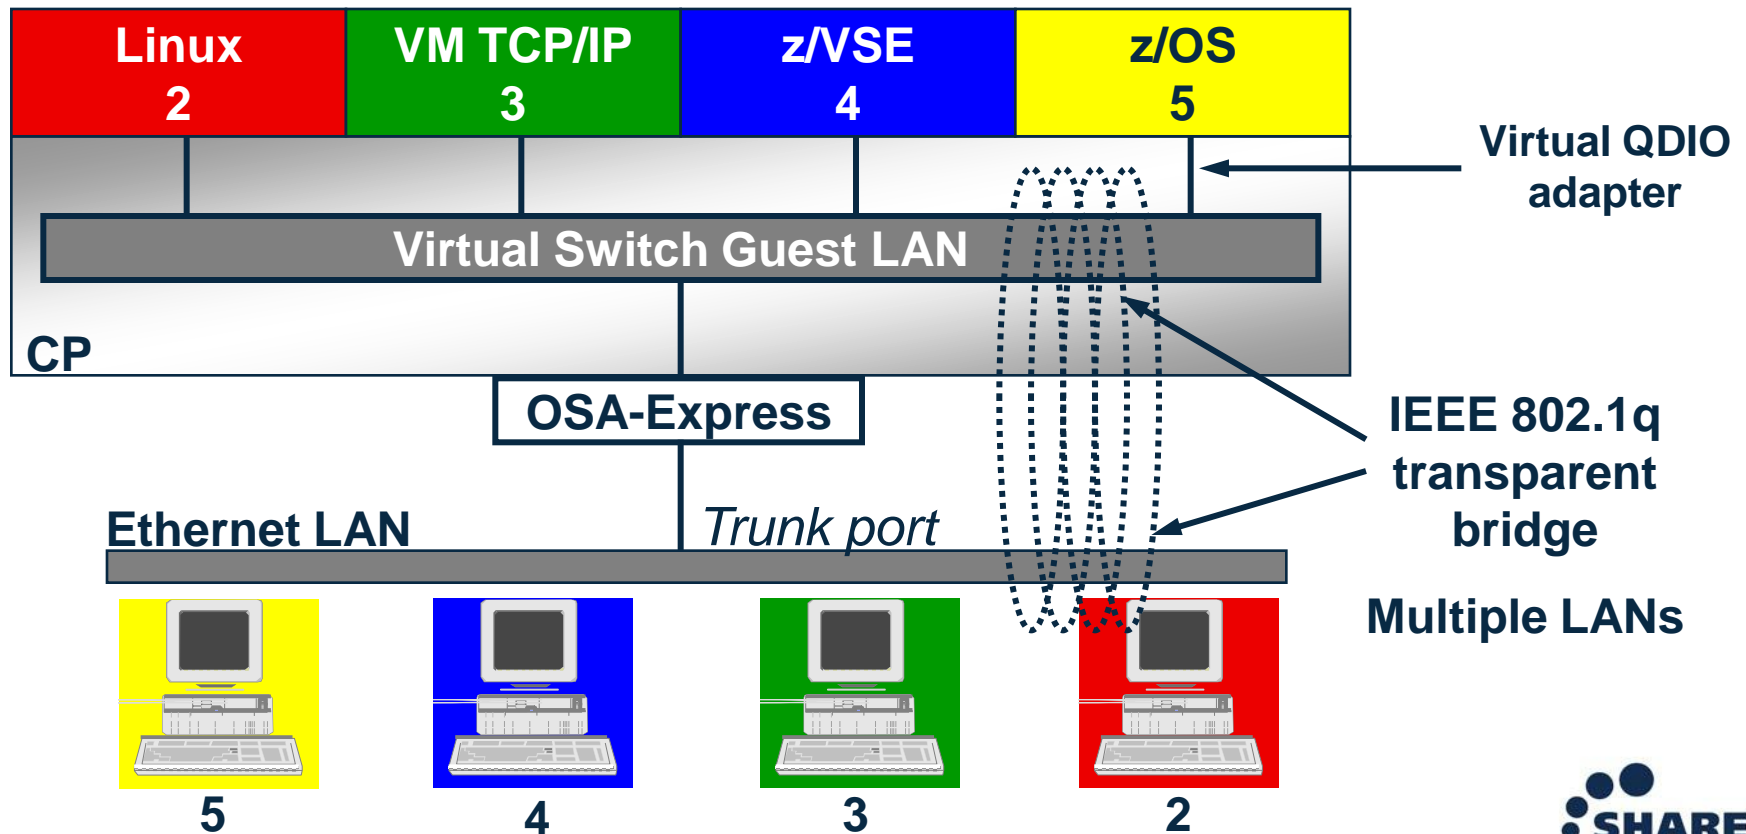 Linux
2
VM TCP/IP
3
z/VSE
4
z/OS
5
Virtual QDIO
adapter
Virtual Switch Guest LAN
CP
OSA-Express
IEEE 802.1q
transparent
bridge
Ethernet LAN
Trunk port
Multiple LANs
5
4
3
2
SHARE